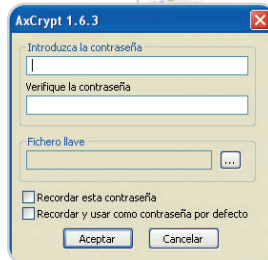 AxCrypt 1.6.3
Introduzca la contraseña
Verifique la contraseña
Fichero llave
...
Recordar esta contraseña
Recordar y usar como contraseña por defecto
Aceptar Cancelar